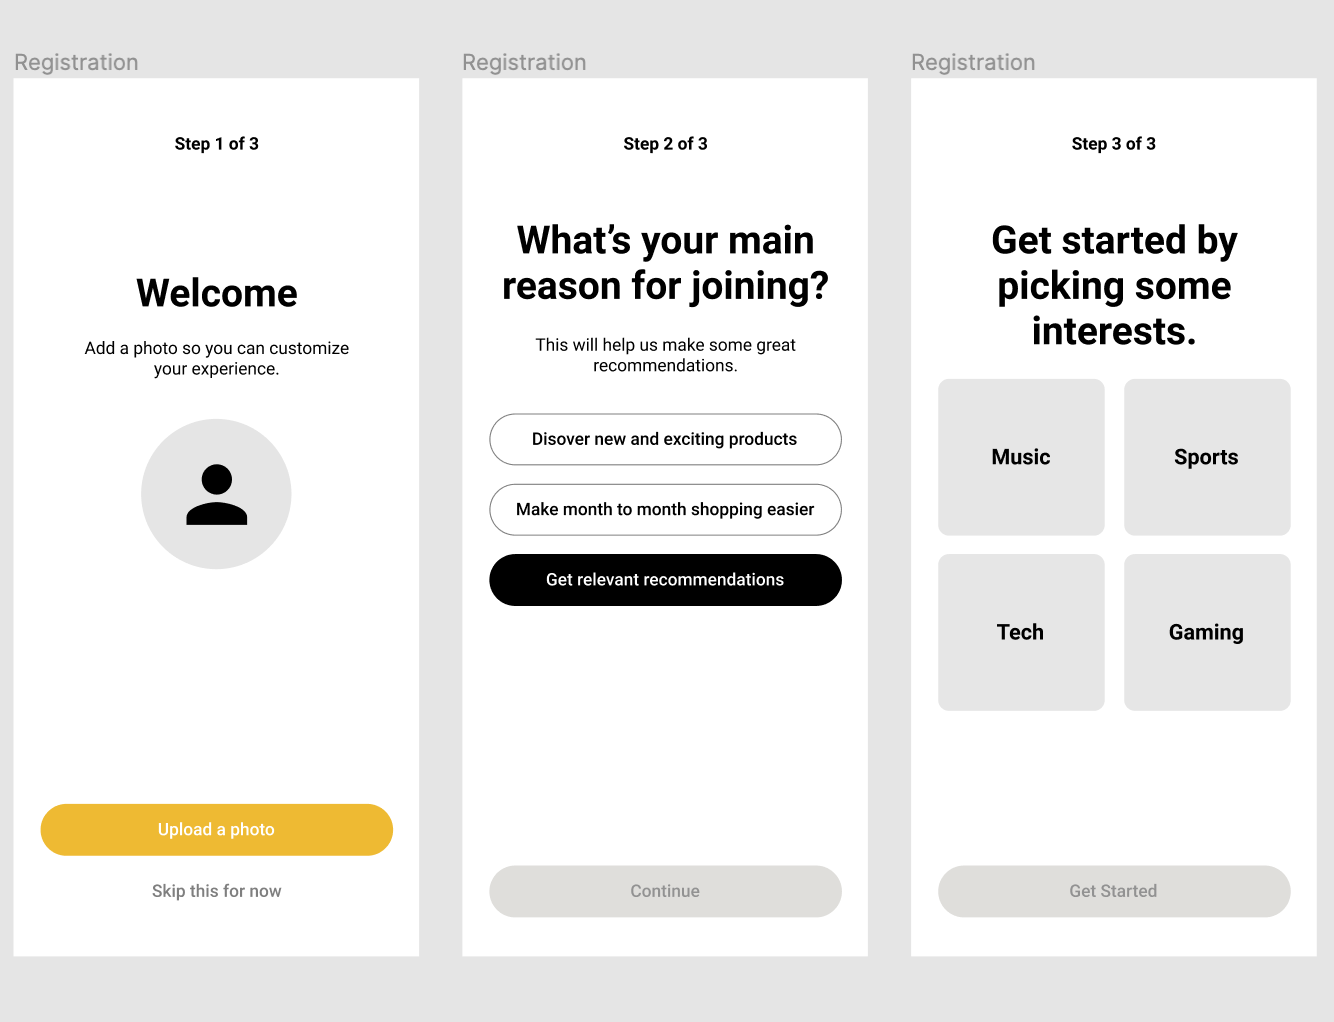 Registration
Step 1 of 3
Welcome
Add a photo so you can customize
your experience.
Upload a photo
Skip this for now
Registration
Step 2 of 3
What’s your main
reason for joining?
This will help us make some great
recommendations.
Disover new and exciting products
Make month to month shopping easier
Get relevant recommendations
Continue
Registration
Step 3 of 3
Get started by
picking some
interests.
Music
Sports
Tech
Gaming
Get Started